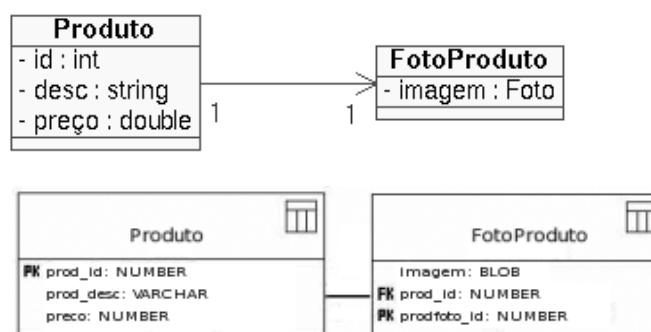 Produto
- id : int
- desc : string
- preço : double
1
1
FotoProduto
- imagem : Foto
Produto
PK prod_id: NUMBER
prod_desc: VARCHAR
preco: NUMBER
FotoProduto
Imagem: BLOB
FK prod_id: NUMBER
PK prodfoto_id: NUMBER